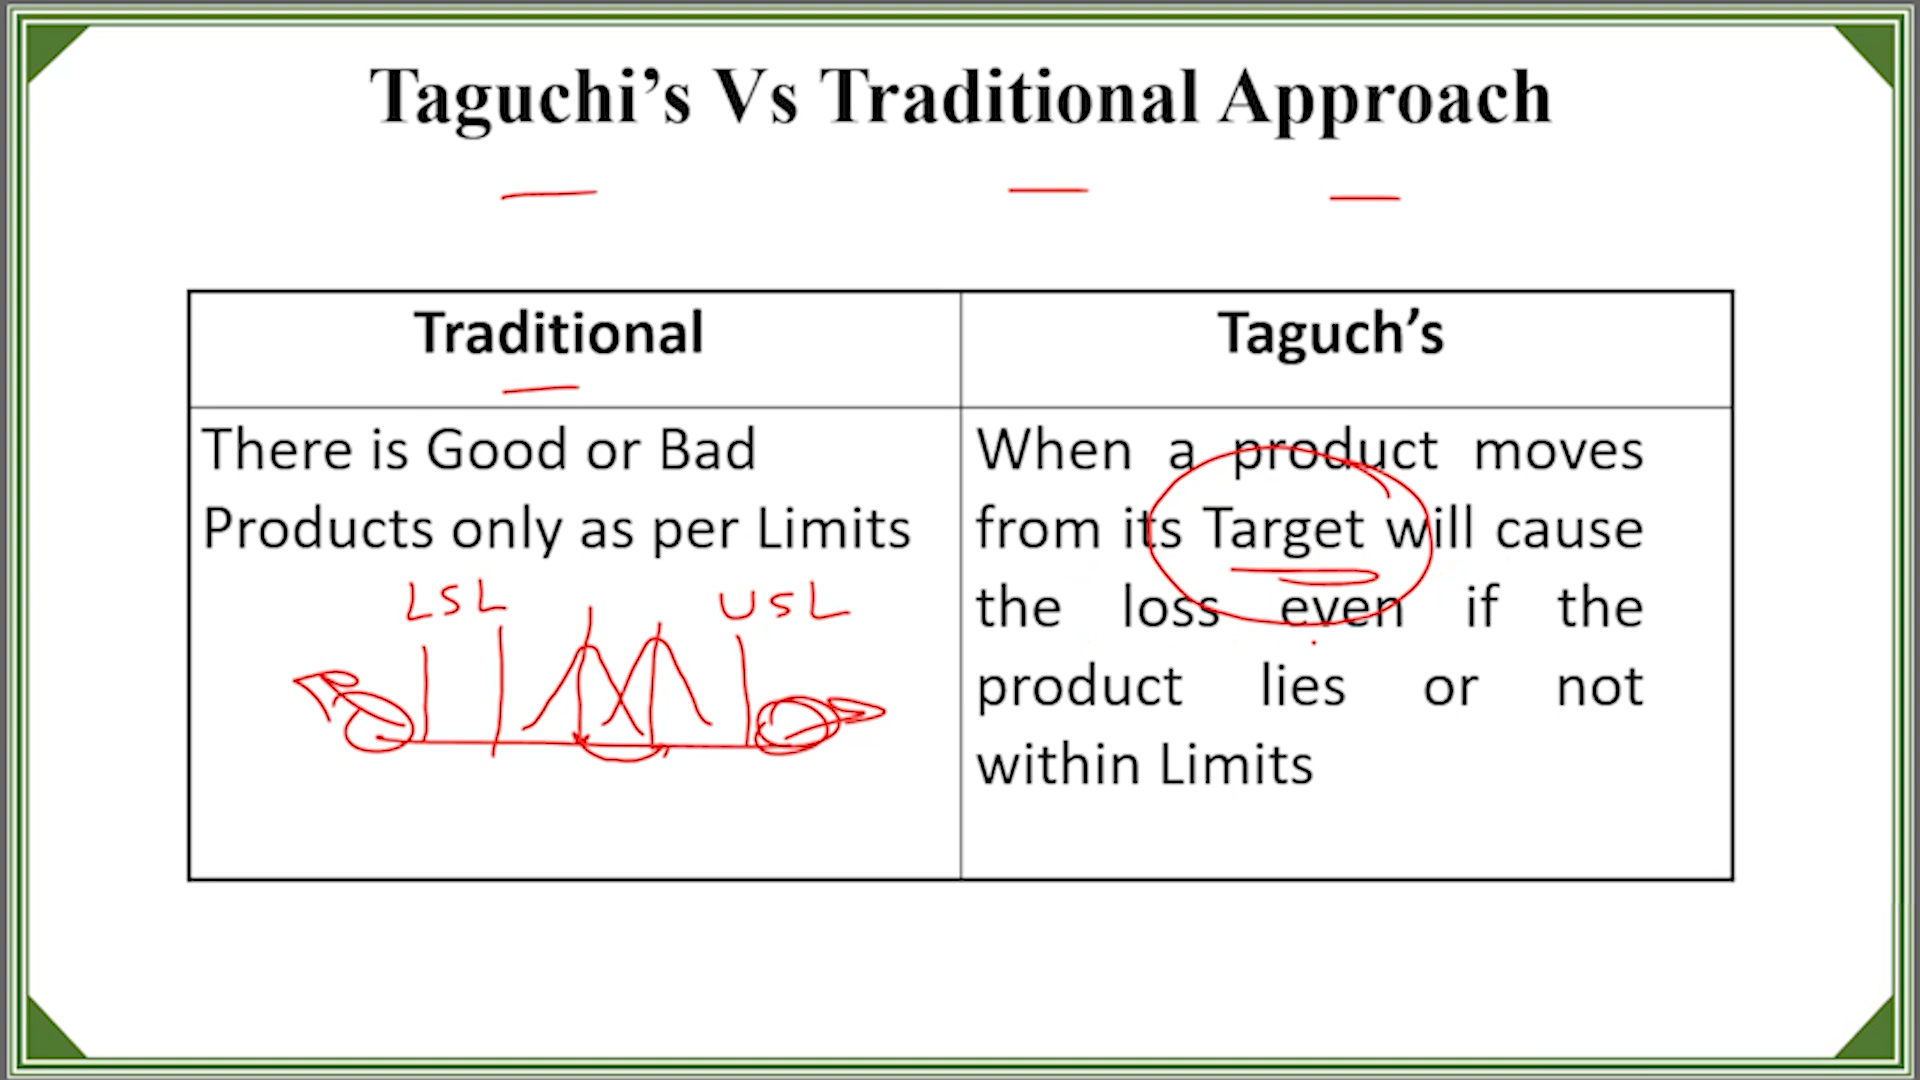 Taguchi’s Vs Traditional Approach
Traditional
Taguch’s
There is Good or Bad
Products only as per Limits
LSL
USL
When a product moves
from its Target will cause
the loss even if the
product lies or not
within Limits